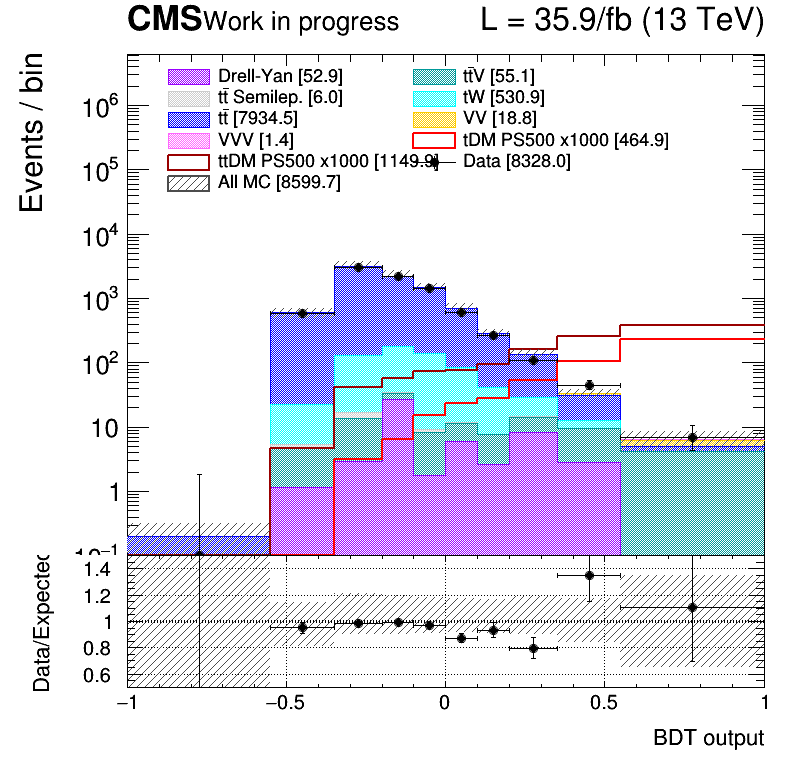 CMS Work in progress L = 35.9/fb (13 TeV)
Events / bin
Drell-Yan [52.9] tt̄V [55.1]
tt̄ Semilep. [6.0] tW [530.9]
tt̄ [7934.5] VV [18.8]
VVV [1.4] tDM PS500 x1000 [464.9]
ttDM PS500 x1000 [1149.9] Data [8328.0]
All MC [8599.7]
10⁶
10⁵
10⁴
10³
10²
10
1
10⁻¹
Data/Expected
1.4
1.2
1
0.8
0.6
−1 −0.5 0 0.5 1
BDT output